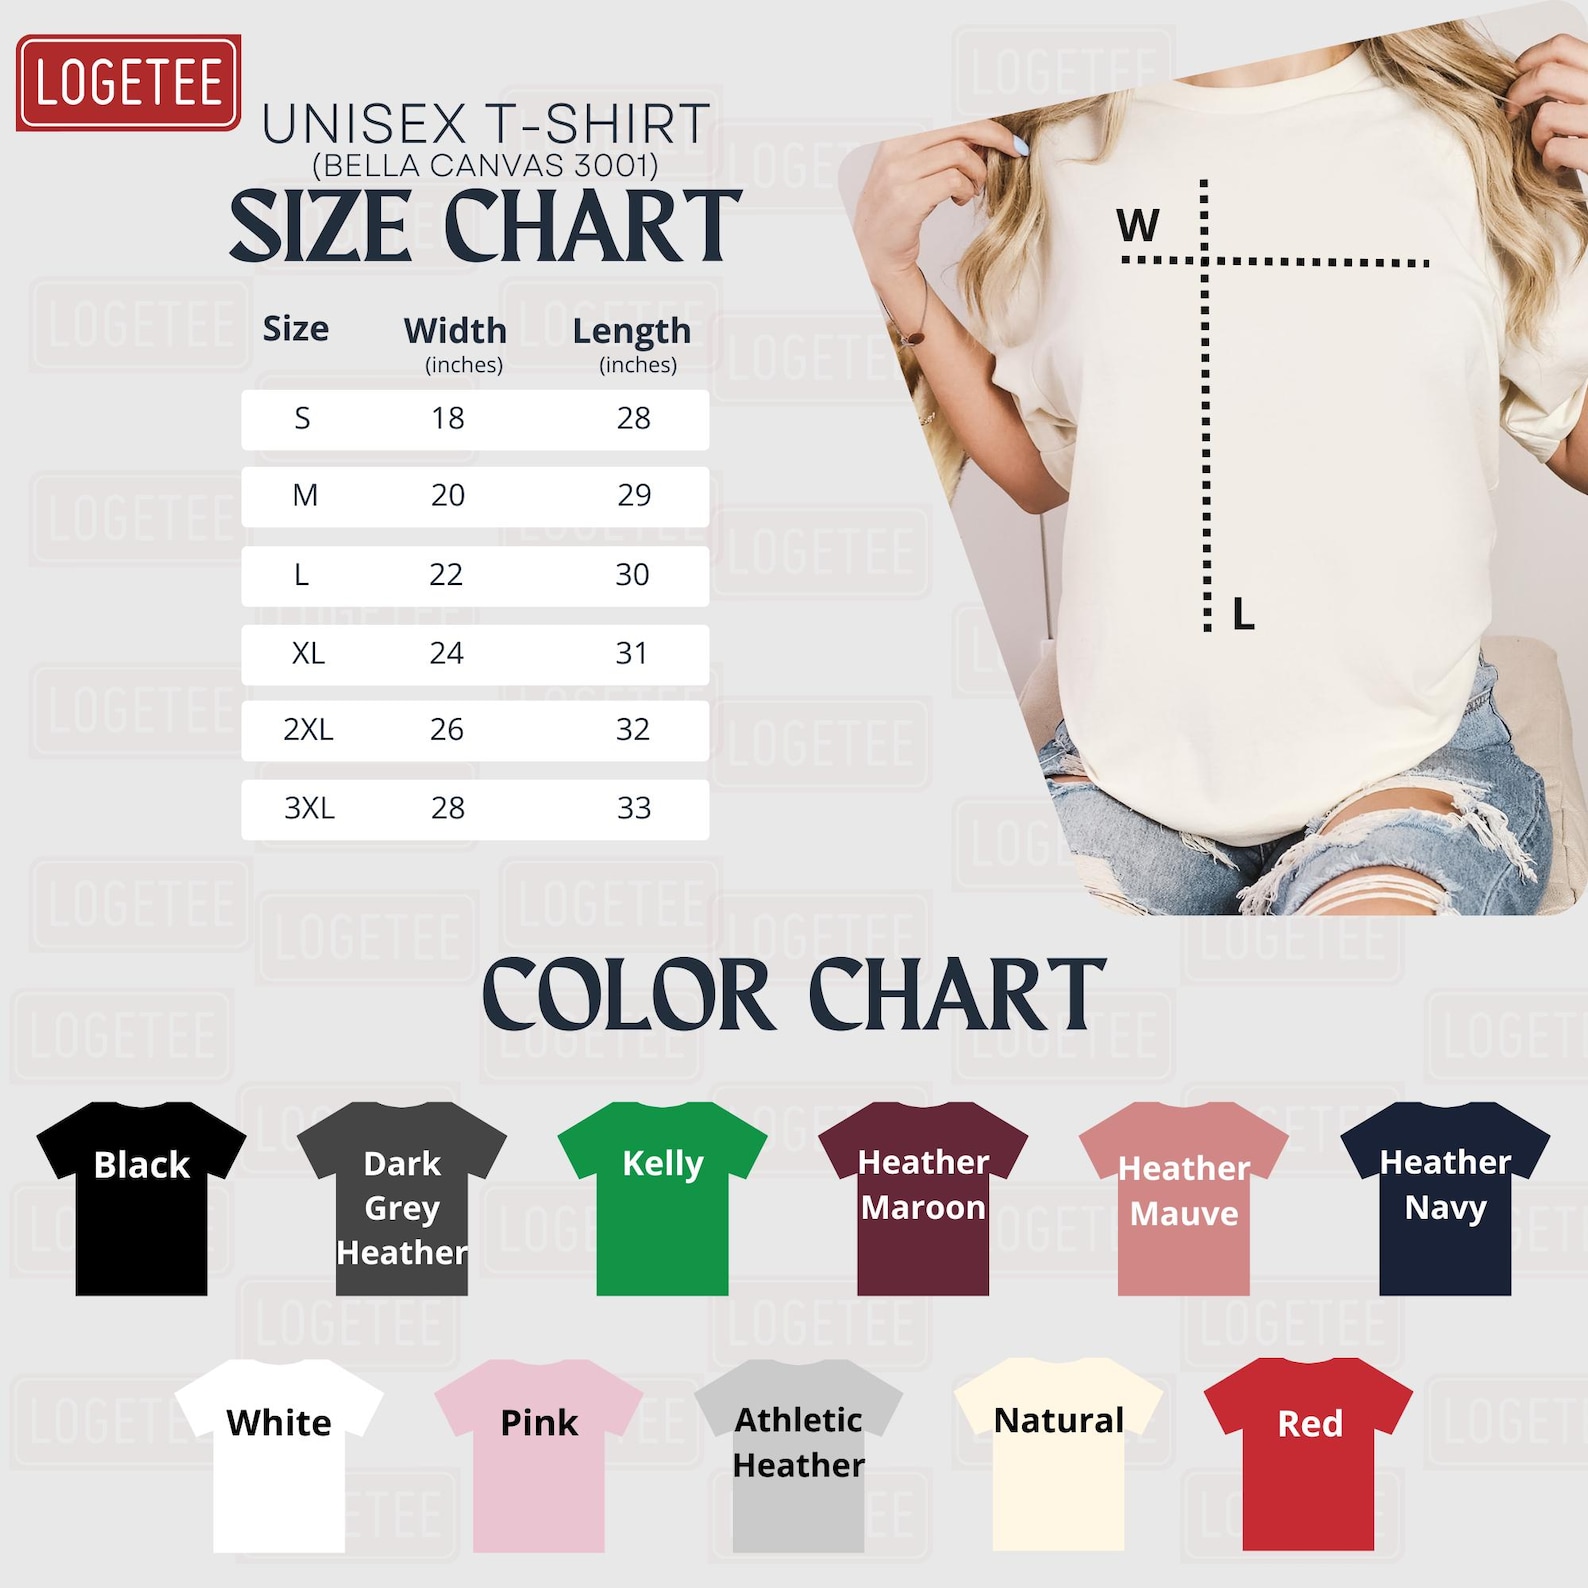 LOGETEE
UNISEX T-SHIRT
(BELLA CANVAS 3001)
SIZE CHART
Size Width Length
(inches) (inches)
S 18 28
M 20 29
L 22 30
XL 24 31
2XL 26 32
3XL 28 33
W
L
COLOR CHART
Black
Dark
Grey
Heather
Kelly
Heather
Maroon
Heather
Mauve
Heather
Navy
White
Pink
Athletic
Heather
Natural
Red